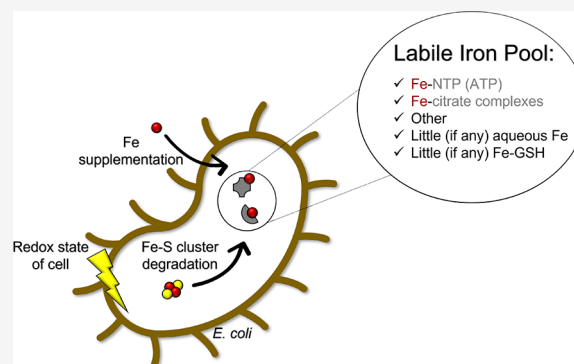 Labile Iron Pool:
✓ Fe-NTP (ATP)
✓ Fe-citrate complexes
✓ Other
✓ Little (if any) aqueous Fe
✓ Little (if any) Fe-GSH
Fe
supplementation
Redox state
of cell
Fe-S cluster
degradation
E. coli